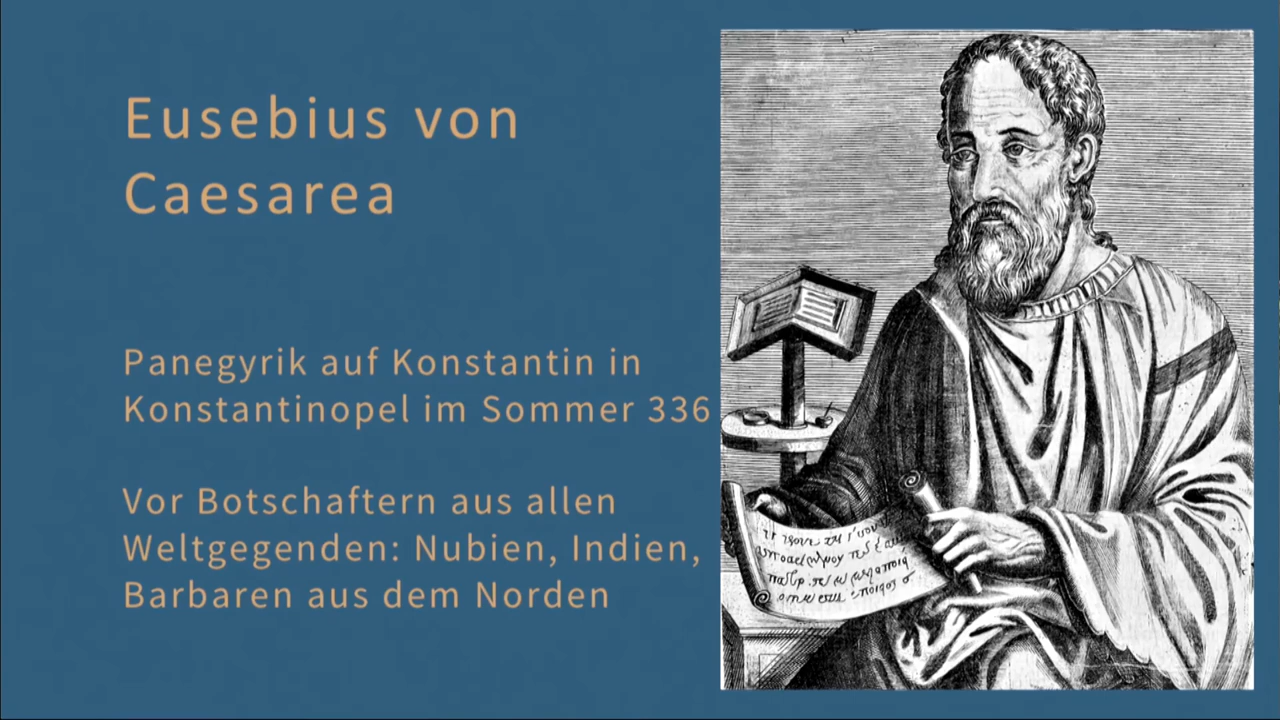 Eusebius von
Caesarea
Panegyrik auf Konstantin in
Konstantinopel im Sommer 336
Vor Botschaftern aus allen
Weltgegenden: Nubien, Indien,
Barbaren aus dem Norden